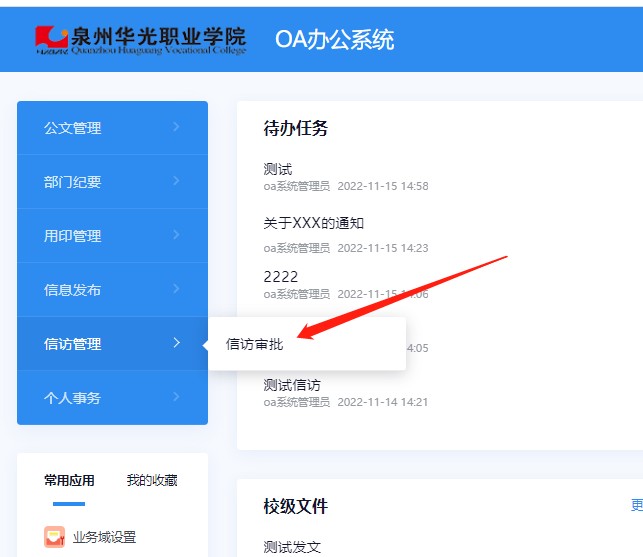 泉州华光职业学院
Quanzhou Huaguang Vocational College
OA办公系统
公文管理
部门纪要
用印管理
信息发布
信访管理
个人事务
信访审批
待办任务
测试
oa系统管理员 2022-11-15 14:58
关于XXX的通知
oa系统管理员 2022-11-15 14:23
2222
oa系统管理员 2022-11-15 14:06
4:05
测试信访
oa系统管理员 2022-11-14 14:21
常用应用 我的收藏
业务域设置
校级文件
更
测试发文